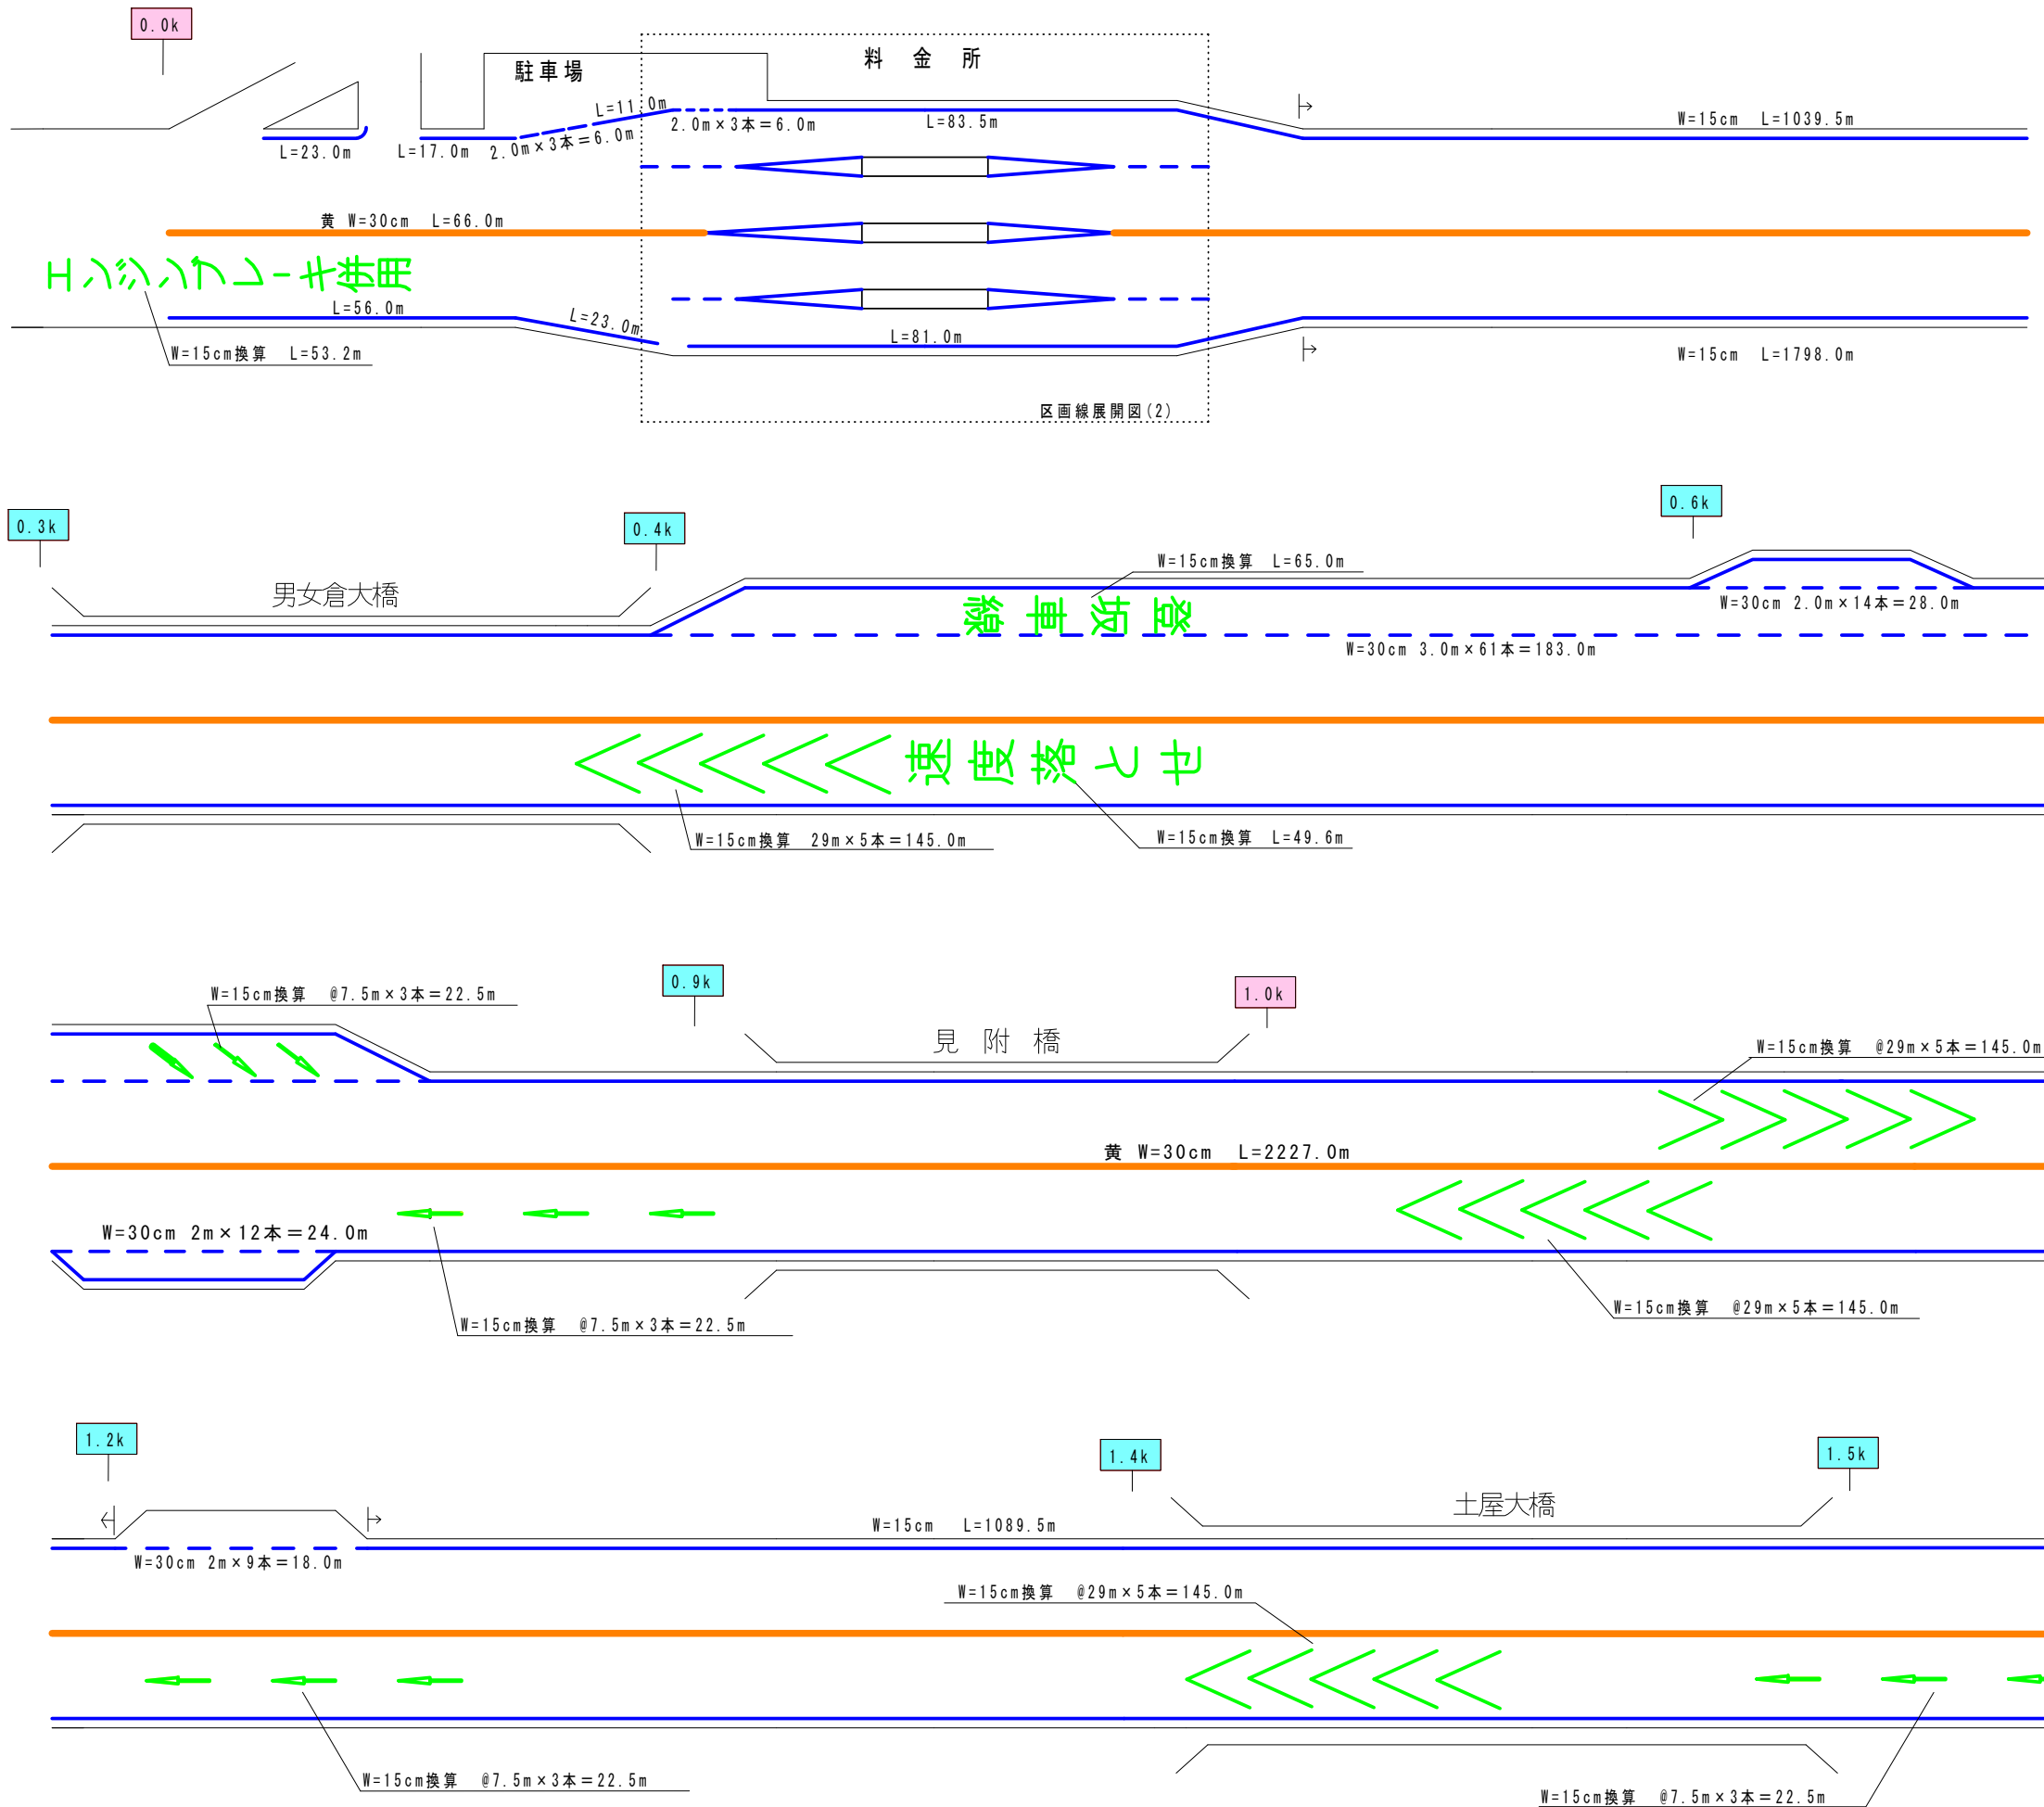 0.0k
駐車場
料　金　所
L=11.0m
2.0m×3本＝6.0m
2.0m×3本＝6.0m
L=83.5m
W=15cm　L=1039.5m
L=23.0m
L=17.0m
黄 W=30cm　L=66.0m
エンジンブレーキ併用
L=56.0m
L=23.0m
L=81.0m
W=15cm換算　L=53.2m
W=15cm　L=1798.0m
区画線展開図(2)
0.3k
0.4k
0.6k
男女倉大橋
W=15cm換算　L=65.0m
登坂車線
W=30cm 2.0m×14本＝28.0m
W=30cm 3.0m×61本＝183.0m
速度落とせ
W=15cm換算　29m×5本＝145.0m
W=15cm換算　L=49.6m
0.9k
1.0k
W=15cm換算　@7.5m×3本＝22.5m
見　附　橋
W=15cm換算　@29m×5本＝145.0m
黄 W=30cm　L=2227.0m
W=30cm 2m×12本＝24.0m
W=15cm換算　@7.5m×3本＝22.5m
W=15cm換算　@29m×5本＝145.0m
1.2k
1.4k
1.5k
土屋大橋
W=15cm　L=1089.5m
W=30cm 2m×9本＝18.0m
W=15cm換算　@29m×5本＝145.0m
W=15cm換算　@7.5m×3本＝22.5m
W=15cm換算　@7.5m×3本＝22.5m